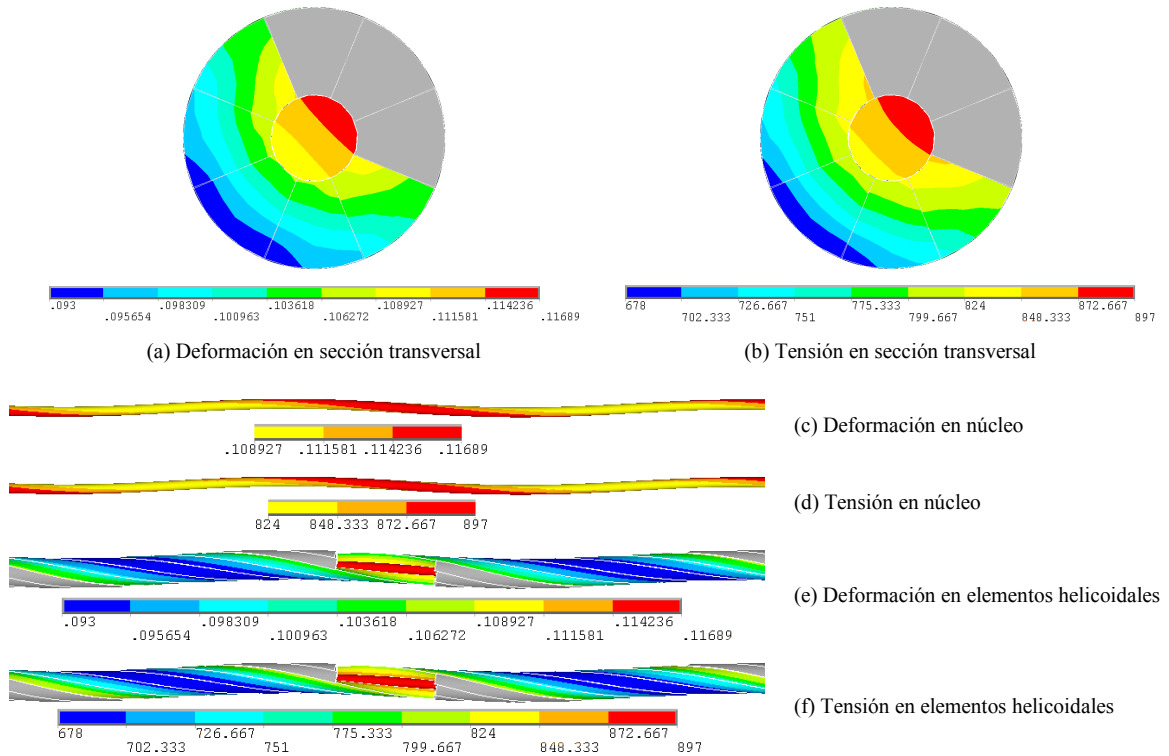 .093 .098309 .103618 .108927 .114236
.095654 .100963 .106272 .111581 .11689
678 726.667 775.333 824 872.667
702.333 751 799.667 848.333 897
(a) Deformación en sección transversal
(b) Tensión en sección transversal
(c) Deformación en núcleo
.108927 .111581 .114236 .11689
(d) Tensión en núcleo
824 848.333 872.667 897
(e) Deformación en elementos helicoidales
.093 .098309 .103618 .108927 .114236
.095654 .100963 .106272 .111581 .11689
(f) Tensión en elementos helicoidales
678 726.667 775.333 824 872.667
702.333 751 799.667 848.333 897